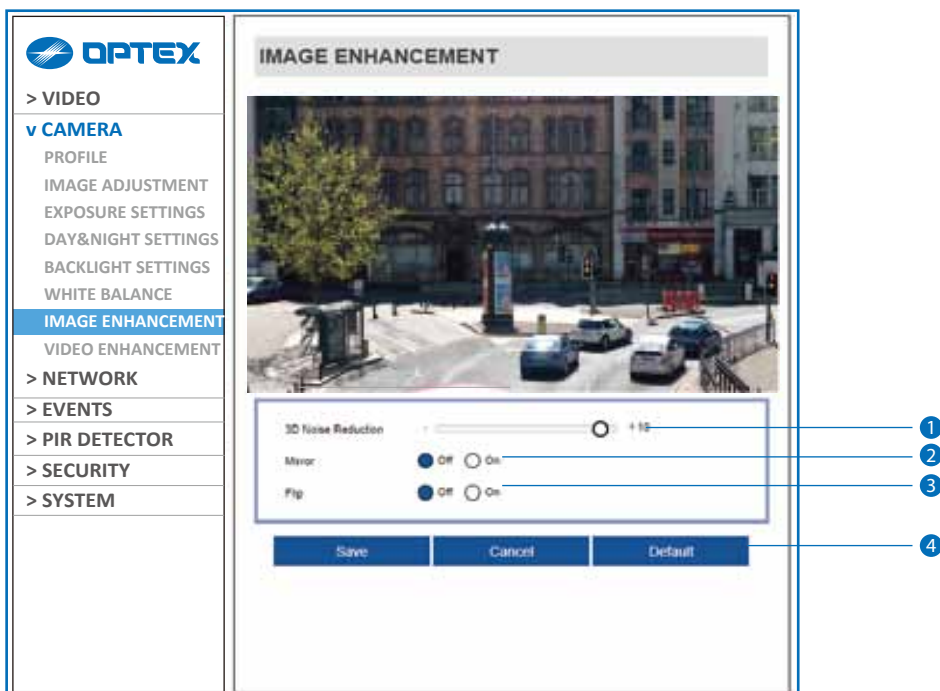 OPTEX
> VIDEO
v CAMERA
PROFILE
IMAGE ADJUSTMENT
EXPOSURE SETTINGS
DAY&NIGHT SETTINGS
BACKLIGHT SETTINGS
WHITE BALANCE
IMAGE ENHANCEMENT
VIDEO ENHANCEMENT
> NETWORK
> EVENTS
> PIR DETECTOR
> SECURITY
> SYSTEM
IMAGE ENHANCEMENT
3D Noise Reduction - +
1
Mirror Off On
2
Flip Off On
3
Save Cancel Default
4